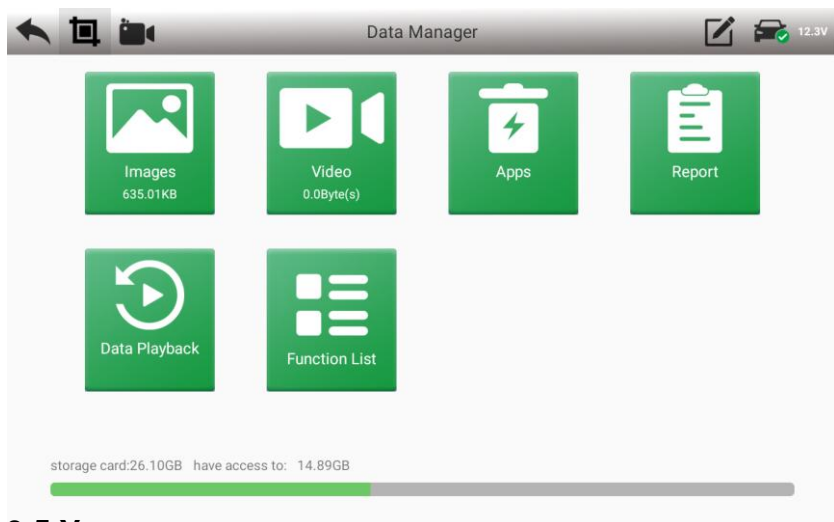 Data Manager
12.3V
Images
635.01KB
Video
0.0Byte(s)
Apps
Report
Data Playback
Function List
storage card:26.10GB have access to: 14.89GB